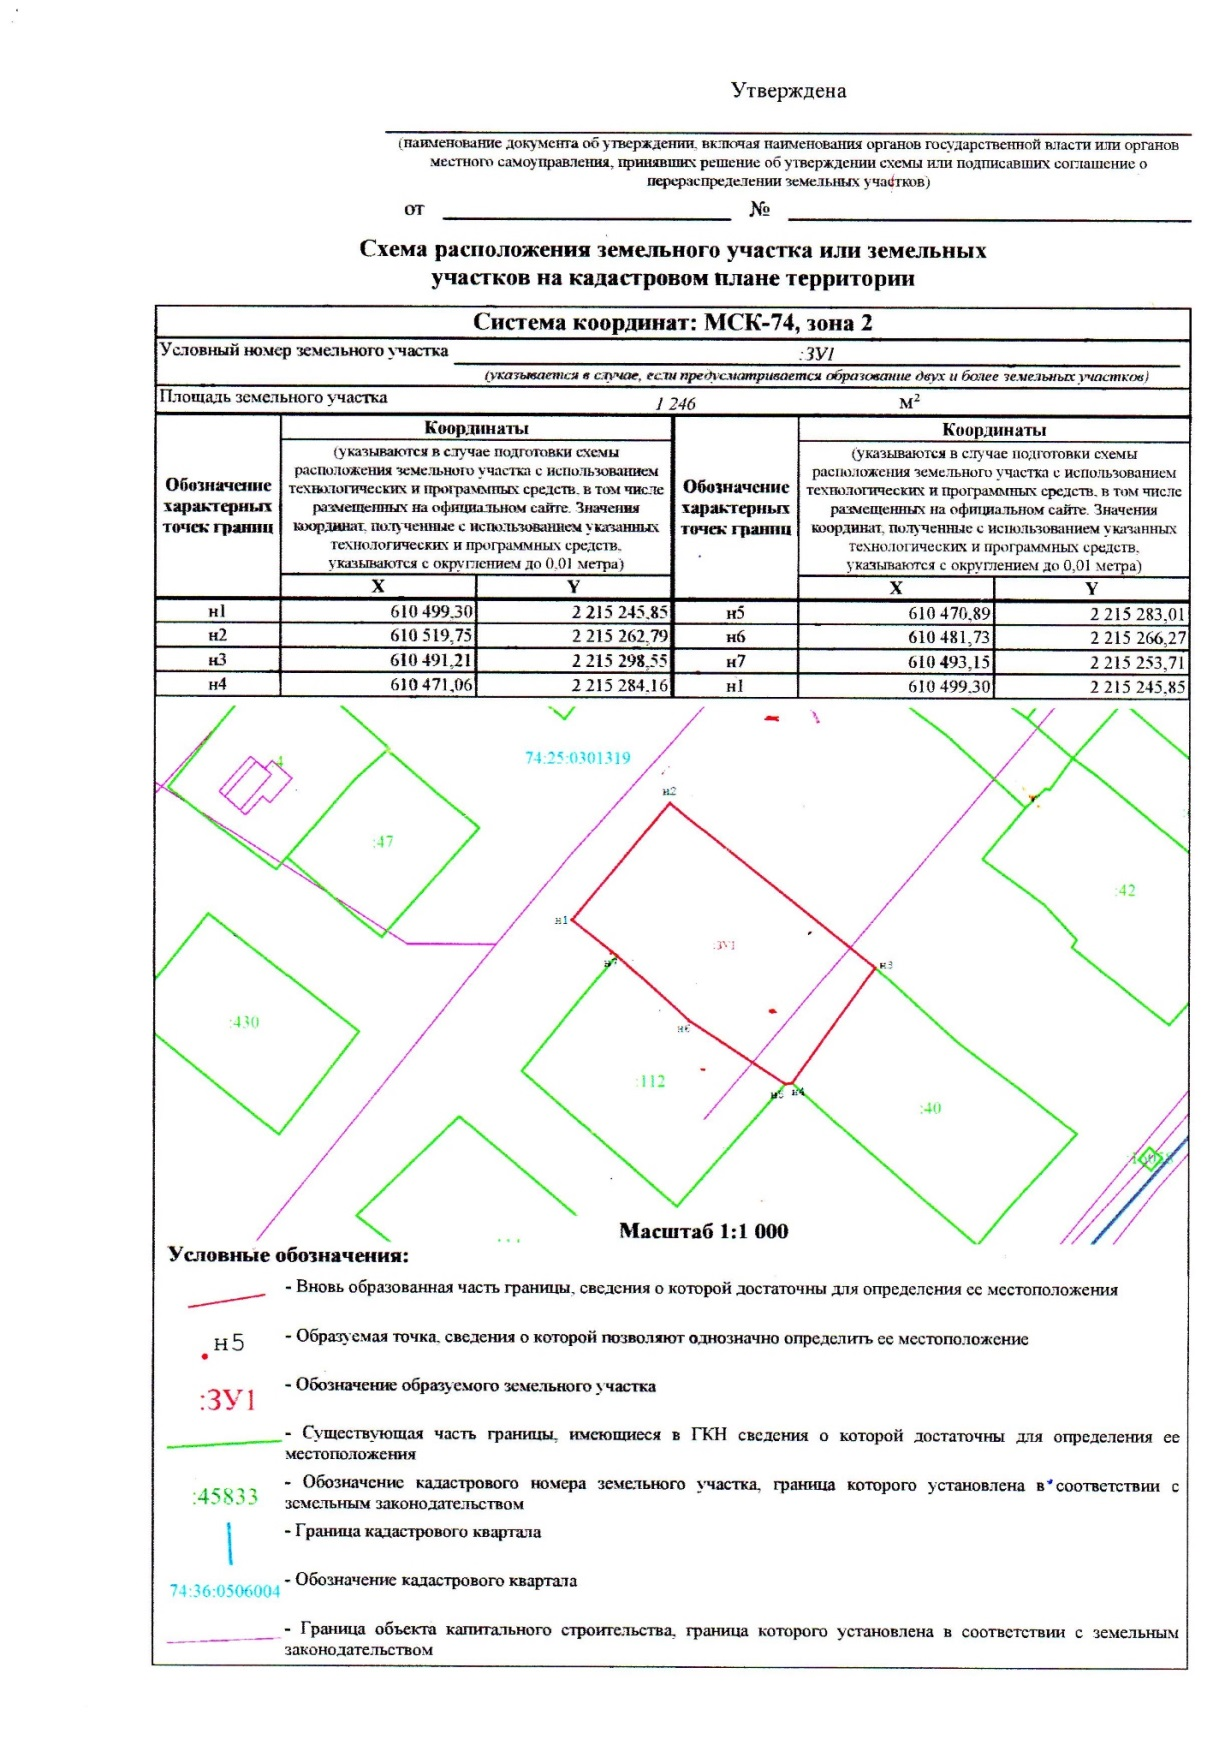 Утверждена
(наименование документа об утверждении, включая наименования органов государственной власти или органов
местного самоуправления, принявших решение об утверждении схемы или подписавших соглашение о
перераспределении земельных участков)
от № 
Схема расположения земельного участка или земельных
участков на кадастровом плане территории
Система координат: МСК-74, зона 2
Условный номер земельного участка :ЗУ1
(указывается в случае, если предусматривается образование двух и более земельных участков)
Площадь земельного участка 1 246 м²
Обозначение
характерных
точек границ
Координаты
(указываются в случае подготовки схемы
расположения земельного участка с использованием
технологических и программных средств, в том числе
размещенных на официальном сайте. Значения
координат, полученные с использованием указанных
технологических и программных средств,
указываются с округлением до 0,01 метра)
X Y
Обозначение
характерных
точек границ
Координаты
(указываются в случае подготовки схемы
расположения земельного участка с использованием
технологических и программных средств, в том числе
размещенных на официальном сайте. Значения
координат, полученные с использованием указанных
технологических и программных средств,
указываются с округлением до 0,01 метра)
X Y
н1 610 499,30 2 215 245,85 н5 610 470,89 2 215 283,01
н2 610 519,75 2 215 262,79 н6 610 481,73 2 215 266,27
н3 610 491,21 2 215 298,55 н7 610 493,15 2 215 253,71
н4 610 471,06 2 215 284,16 н1 610 499,30 2 215 245,85
74:25:0301319
н2
:47
:42
н1
:ЗУ1
н7
н3
:430
н6
:112
н5 н4
:40
Масштаб 1:1 000
Условные обозначения:
- Вновь образованная часть границы, сведения о которой достаточны для определения ее местоположения
н5 - Образуемая точка, сведения о которой позволяют однозначно определить ее местоположение
:ЗУ1 - Обозначение образуемого земельного участка
- Существующая часть границы, имеющиеся в ГКН сведения о которой достаточны для определения ее
местоположения
:45833 - Обозначение кадастрового номера земельного участка, граница которого установлена в соответствии с
земельным законодательством
- Граница кадастрового квартала
74:36:0506004 - Обозначение кадастрового квартала
- Граница объекта капитального строительства, граница которого установлена в соответствии с земельным
законодательством